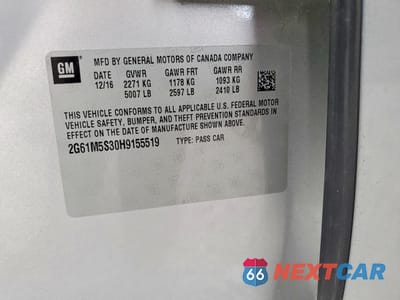 GM
MFD BY GENERAL MOTORS OF CANADA COMPANY
DATE GVWR GAWR FRT GAWR RR
12/16 2271 KG 1178 KG 1093 KG
5007 LB 2597 LB 2410 LB
THIS VEHICLE CONFORMS TO ALL APPLICABLE U.S. FEDERAL MOTOR
VEHICLE SAFETY, BUMPER, AND THEFT PREVENTION STANDARDS IN
EFFECT ON THE DATE OF MANUFACTURE SHOWN ABOVE.
2G61M5S30H9155519 TYPE: PASS CAR
66 NEXTCAR